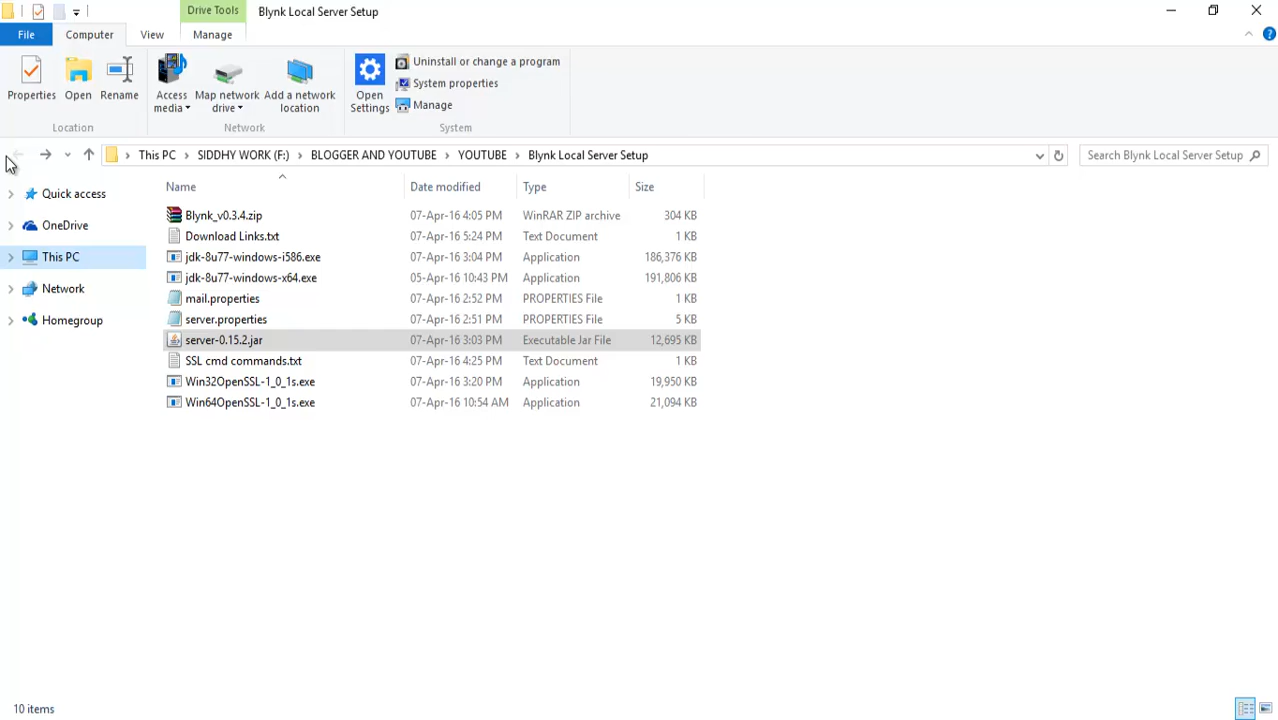 Drive Tools Blynk Local Server Setup
File Computer View Manage
Properties Open Rename
Location
Access media Map network drive Add a network location
Network
Open Settings
Uninstall or change a program
System properties
Manage
System
This PC SIDDHY WORK (F:) BLOGGER AND YOUTUBE YOUTUBE Blynk Local Server Setup
Search Blynk Local Server Setup
Quick access
OneDrive
This PC
Network
Homegroup
Name Date modified Type Size
Blynk_v0.3.4.zip 07-Apr-16 4:05 PM WinRAR ZIP archive 304 KB
Download Links.txt 07-Apr-16 5:24 PM Text Document 1 KB
jdk-8u77-windows-i586.exe 07-Apr-16 3:04 PM Application 186,376 KB
jdk-8u77-windows-x64.exe 05-Apr-16 10:43 PM Application 191,806 KB
mail.properties 07-Apr-16 2:52 PM PROPERTIES File 1 KB
server.properties 07-Apr-16 2:51 PM PROPERTIES File 5 KB
server-0.15.2.jar 07-Apr-16 3:03 PM Executable Jar File 12,695 KB
SSL cmd commands.txt 07-Apr-16 4:25 PM Text Document 1 KB
Win32OpenSSL-1_0_1s.exe 07-Apr-16 3:20 PM Application 19,950 KB
Win64OpenSSL-1_0_1s.exe 07-Apr-16 10:54 AM Application 21,094 KB
10 items